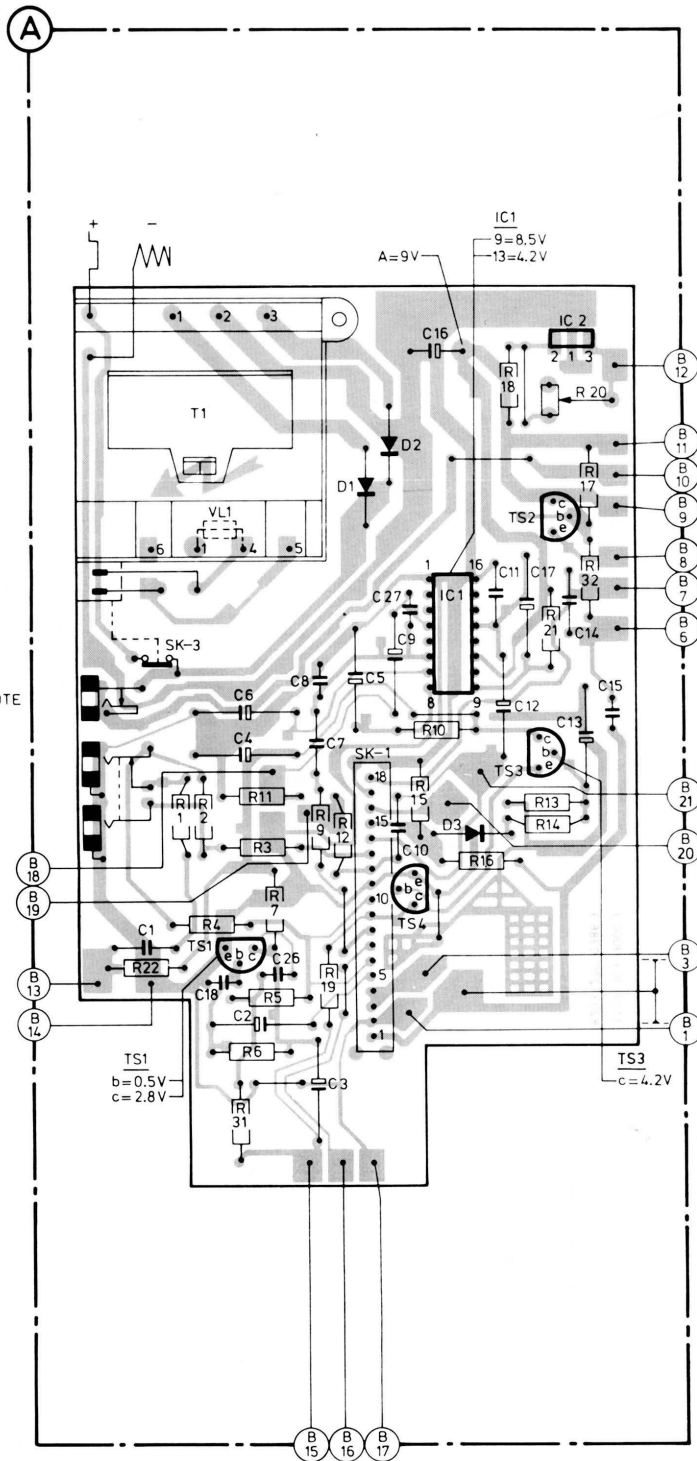 A
+ -
IC1
9=8.5V
13=4.2V
A=9V
1 2 3
C16
IC 2
2 1 3
B 12
R 18
R 20
T1
D2
B 11
D1
R 17
B 10
TS2
c b e
B 9
VL1
6 1 4 5
B 8
1 16
R 32
B 7
C27
IC1
C11
C17
R 21
C14
B 6
C9
SK-3
OTE
C8
C5
8 9
C12
C15
C6
R10
C13
C4
C7
SK-1
TS3
c b e
18
R11
R 15
B 21
R 1
R 2
R 9
R 12
15
R13
C10
D3
R14
B 20
R3
R16
B 18
e b c
B 19
R 7
10
TS4
R4
C1
TS1
e b c
C26
B 3
R22
5
B 13
C18
R5
R 19
B 14
C2
1
B 1
R6
TS1
b=0.5V
c=2.8V
C3
TS3
c=4.2V
R 31
B 15
B 16
B 17